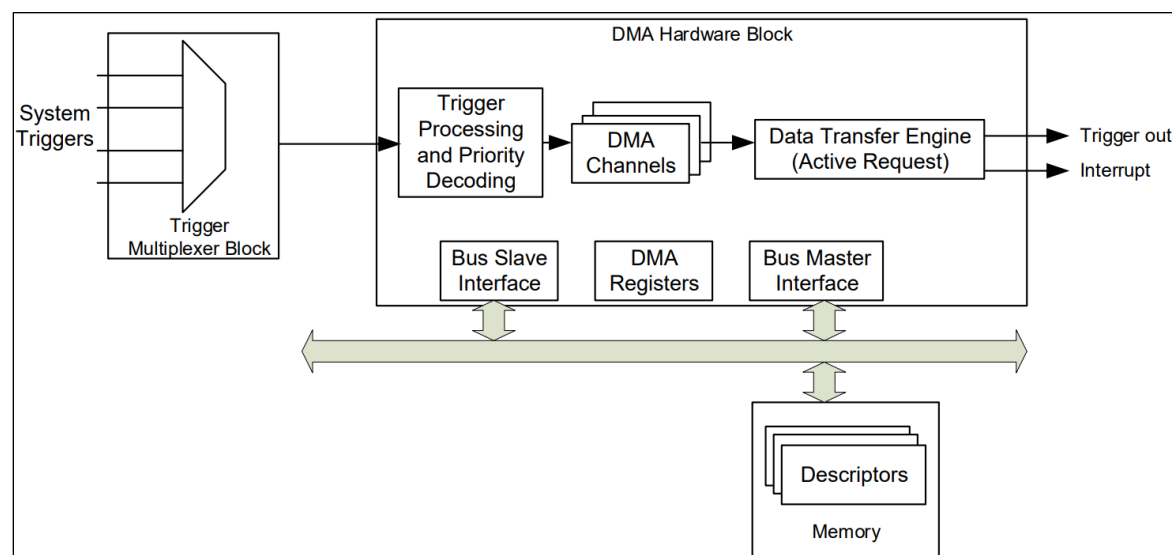 DMA Hardware Block
System
Triggers
Trigger
Multiplexer Block
Trigger
Processing
and Priority
Decoding
DMA
Channels
Data Transfer Engine
(Active Request)
Trigger out
Interrupt
Bus Slave
Interface
DMA
Registers
Bus Master
Interface
Descriptors
Memory